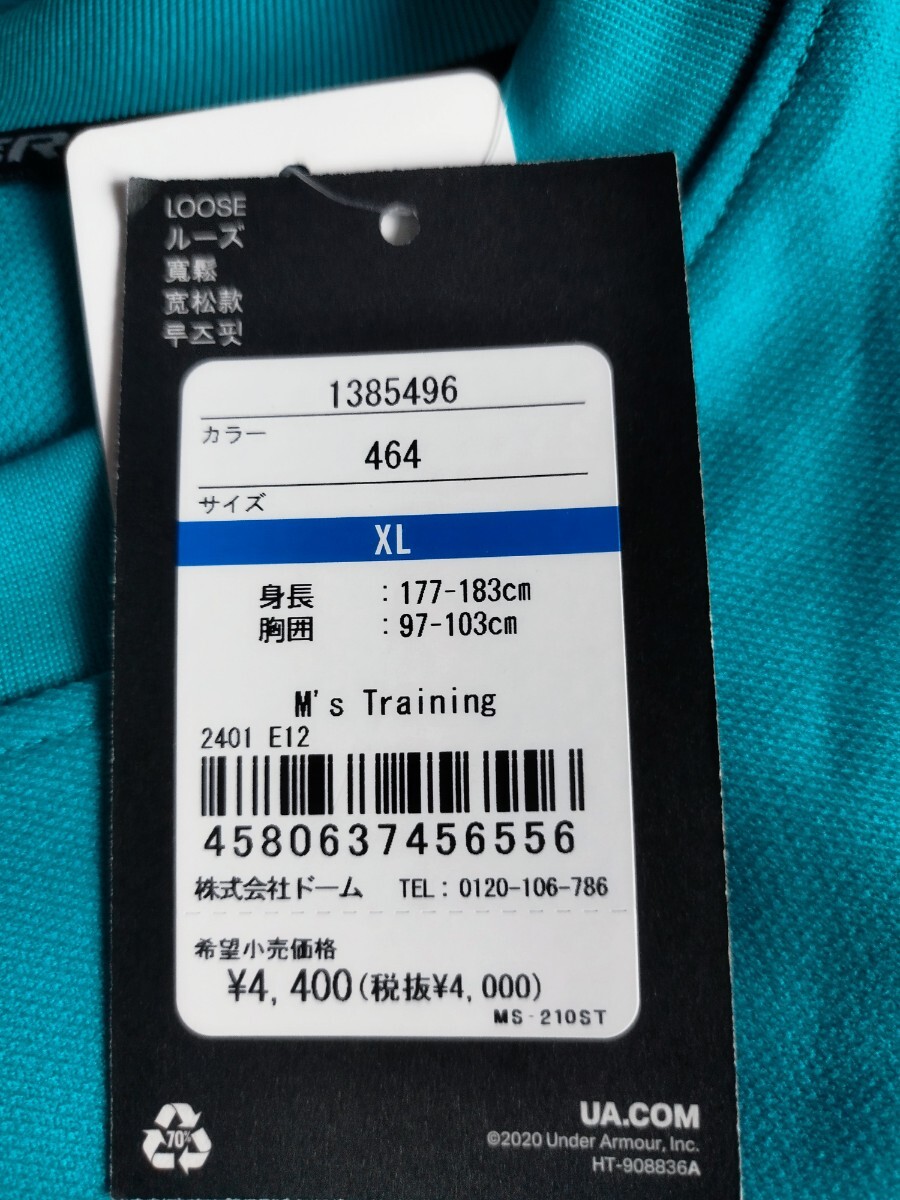 ER
LOOSE
ルーズ
寬鬆
宽松款
루즈핏
1385496
カラー
464
サイズ
XL
身長 : 177-183cm
胸囲 : 97-103cm
M's Training
2401 E12
4580637456556
株式会社ドーム TEL: 0120-106-786
希望小売価格
¥4,400(税抜¥4,000)
MS-210ST
70%
UA.COM
©2020 Under Armour, Inc.
HT-908836A